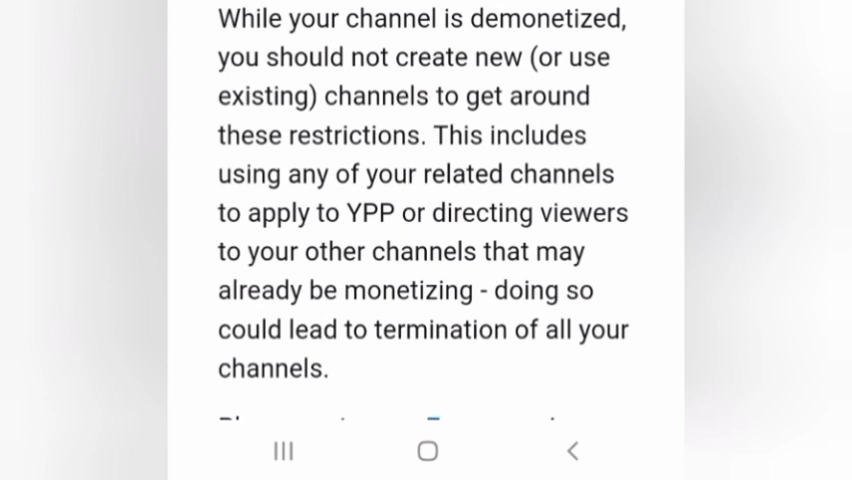 While your channel is demonetized,
you should not create new (or use
existing) channels to get around
these restrictions. This includes
using any of your related channels
to apply to YPP or directing viewers
to your other channels that may
already be monetizing - doing so
could lead to termination of all your
channels.